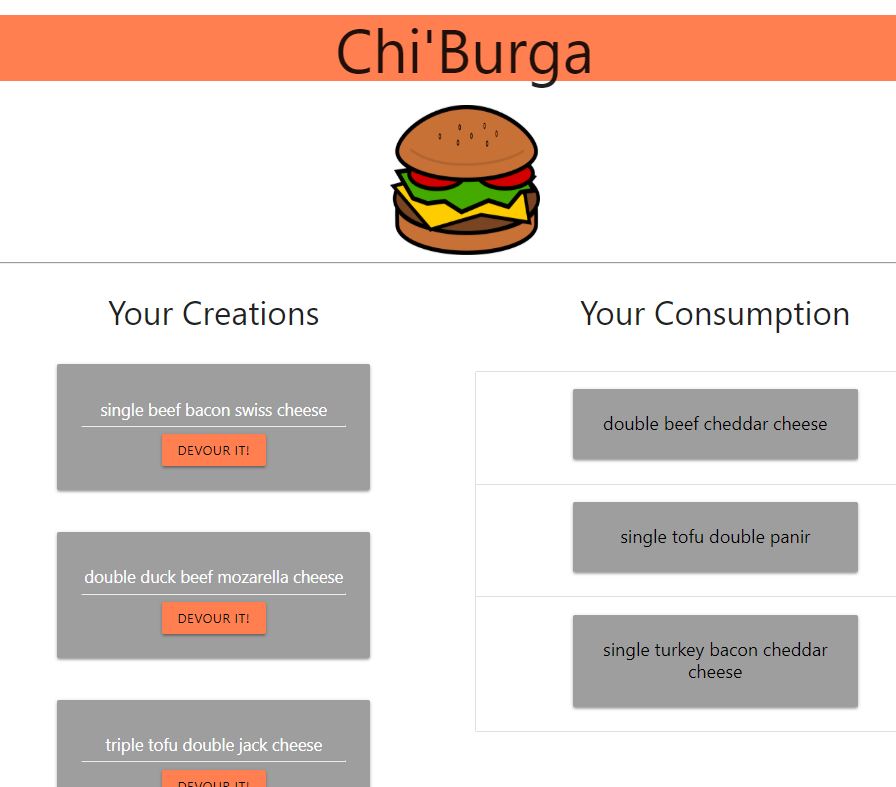 Chi'Burga
Your Creations
single beef bacon swiss cheese
DEVOUR IT!
double duck beef mozarella cheese
DEVOUR IT!
triple tofu double jack cheese
DEVOUR IT!
Your Consumption
double beef cheddar cheese
single tofu double panir
single turkey bacon cheddar
cheese